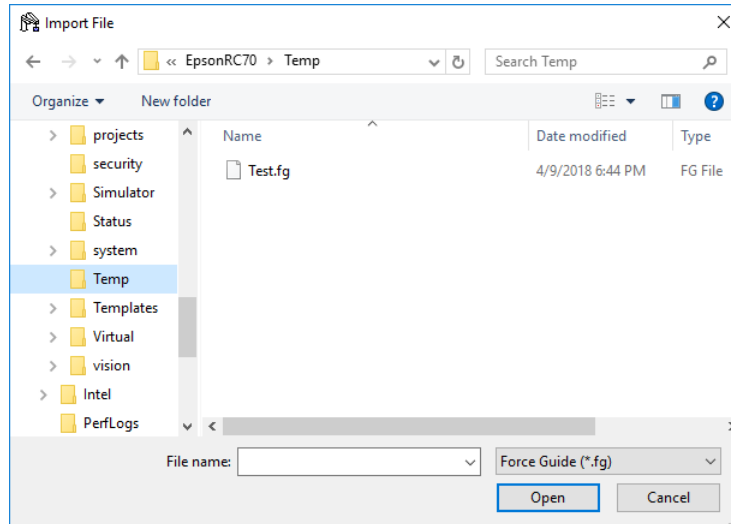 Import File
« EpsonRC70 > Temp
Search Temp
Organize
New folder
Name
Date modified
Type
projects
security
Simulator
Status
system
Temp
Templates
Virtual
vision
Intel
PerfLogs
Test.fg
4/9/2018 6:44 PM
FG File
File name:
Force Guide (*.fg)
Open
Cancel